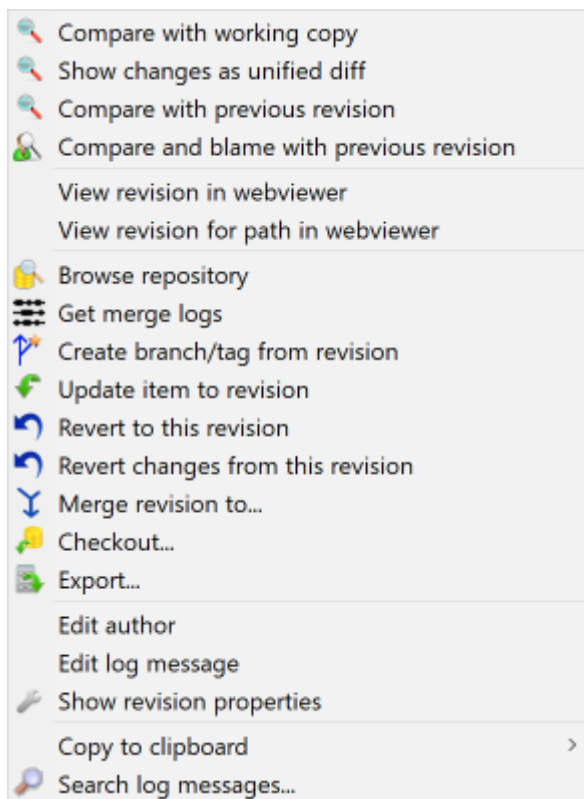 Compare with working copy
Show changes as unified diff
Compare with previous revision
Compare and blame with previous revision
View revision in webviewer
View revision for path in webviewer
Browse repository
Get merge logs
Create branch/tag from revision
Update item to revision
Revert to this revision
Revert changes from this revision
Merge revision to...
Checkout...
Export...
Edit author
Edit log message
Show revision properties
Copy to clipboard
Search log messages...